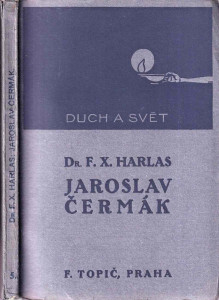 DR. F. X. HARLAS: JAROSLAV ČERMÁK
DUCH A SVĚT
DR. F. X. HARLAS
JAROSLAV
ČERMÁK
F. TOPIČ, PRAHA